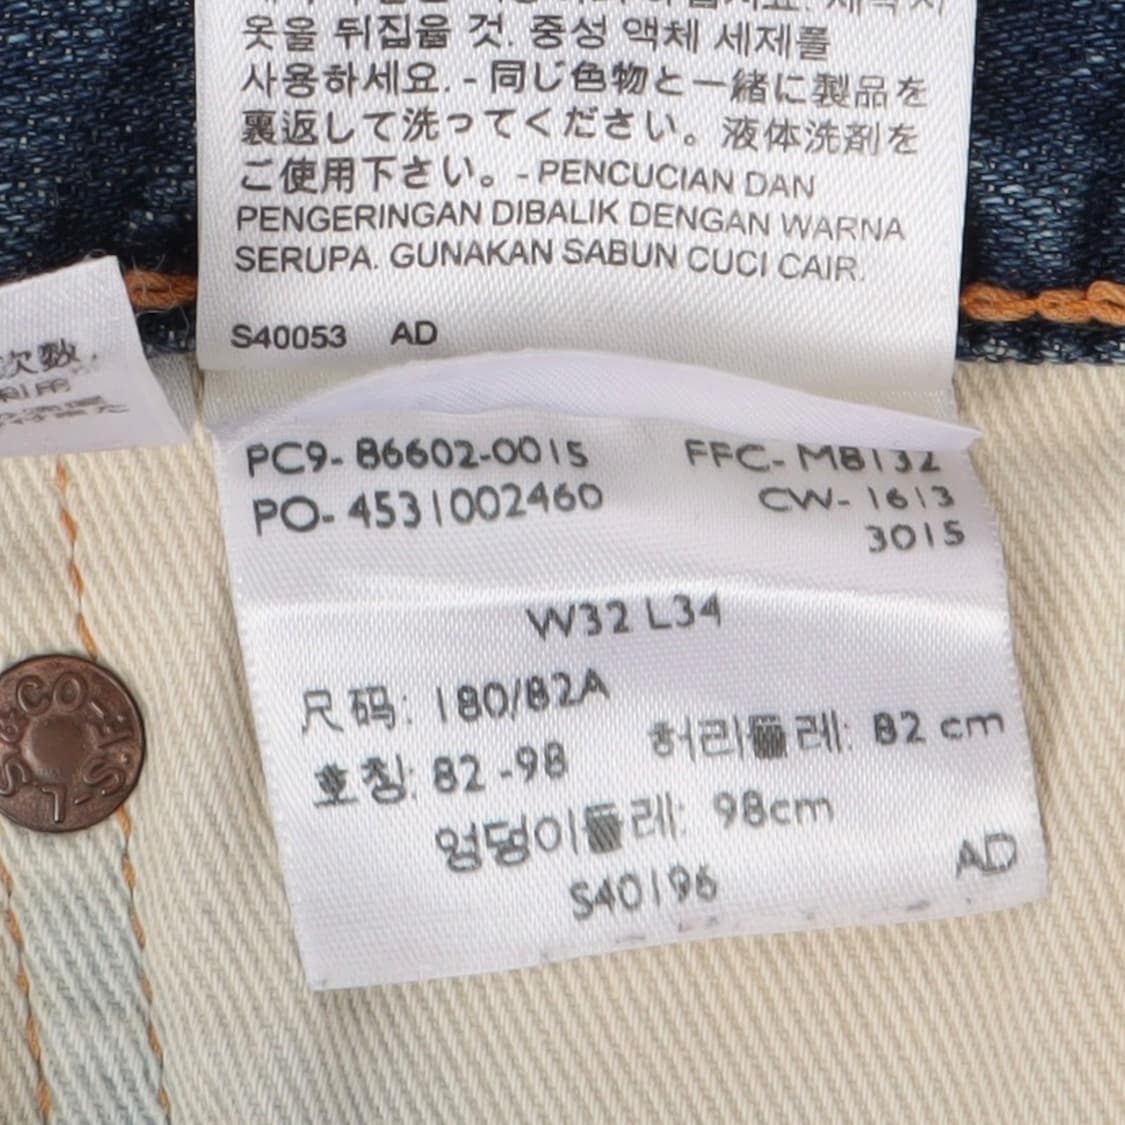 옷을 뒤집을 것. 중성 액체 세제를
사용하세요. - 同じ色物と一緒に製品を
裏返して洗ってください。液体洗剤を
ご使用下さい。- PENCUCIAN DAN
PENGERINGAN DIBALIK DENGAN WARNA
SERUPA. GUNAKAN SABUN CUCI CAIR.
S40053 AD
次数,
利用
PC9- 86602-0015 FFC- M8132
PO- 4531002460 CW- 1613
3015
W32 L34
尺码: 180/82A
호칭: 82 -98 허리둘레: 82 cm
엉덩이둘레: 98cm
S40196 AD